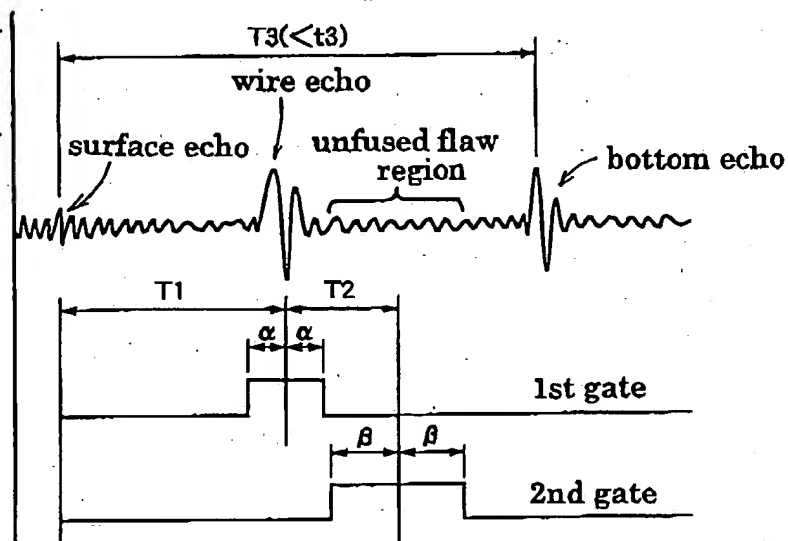 T3(<t3)
wire echo
surface echo
unfused flaw
region
bottom echo
T1
T2
α α
1st gate
β β
2nd gate